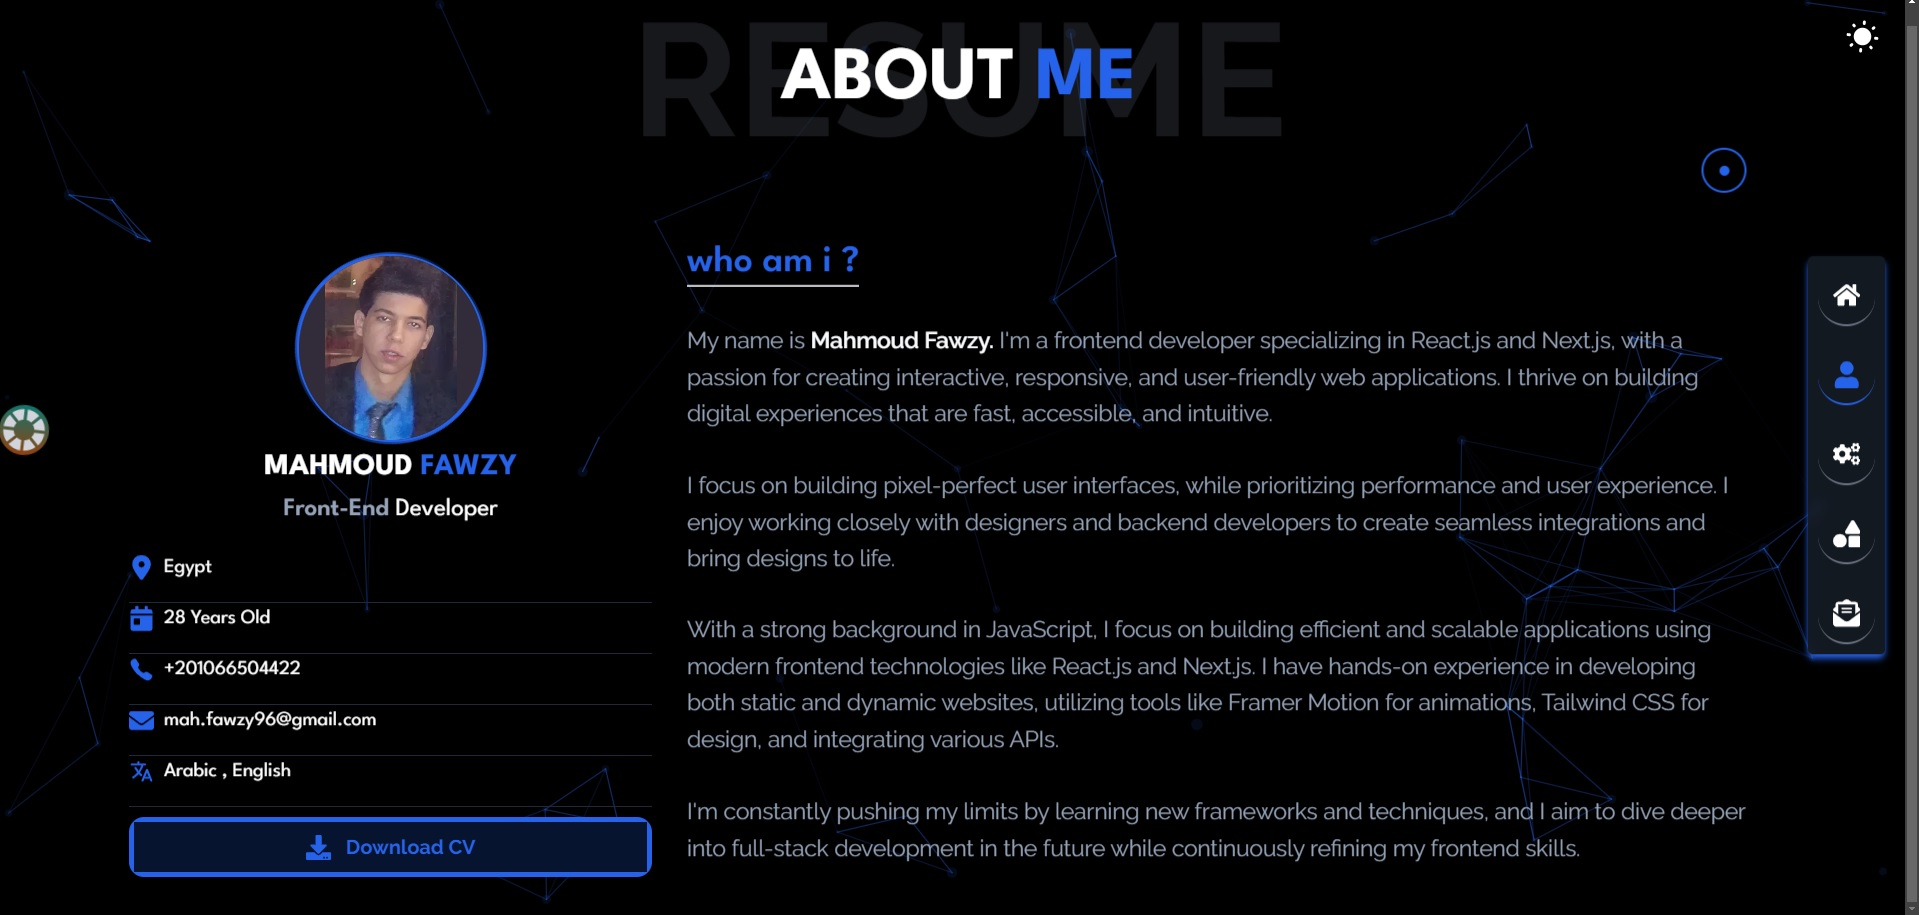 RESUME
ABOUT ME
MAHMOUD FAWZY
Front-End Developer
Egypt
28 Years Old
+201066504422
mah.fawzy96@gmail.com
Arabic , English
Download CV
who am i ?
My name is Mahmoud Fawzy. I'm a frontend developer specializing in React.js and Next.js, with a
passion for creating interactive, responsive, and user-friendly web applications. I thrive on building
digital experiences that are fast, accessible, and intuitive.
I focus on building pixel-perfect user interfaces, while prioritizing performance and user experience. I
enjoy working closely with designers and backend developers to create seamless integrations and
bring designs to life.
With a strong background in JavaScript, I focus on building efficient and scalable applications using
modern frontend technologies like React.js and Next.js. I have hands-on experience in developing
both static and dynamic websites, utilizing tools like Framer Motion for animations, Tailwind CSS for
design, and integrating various APIs.
I'm constantly pushing my limits by learning new frameworks and techniques, and I aim to dive deeper
into full-stack development in the future while continuously refining my frontend skills.